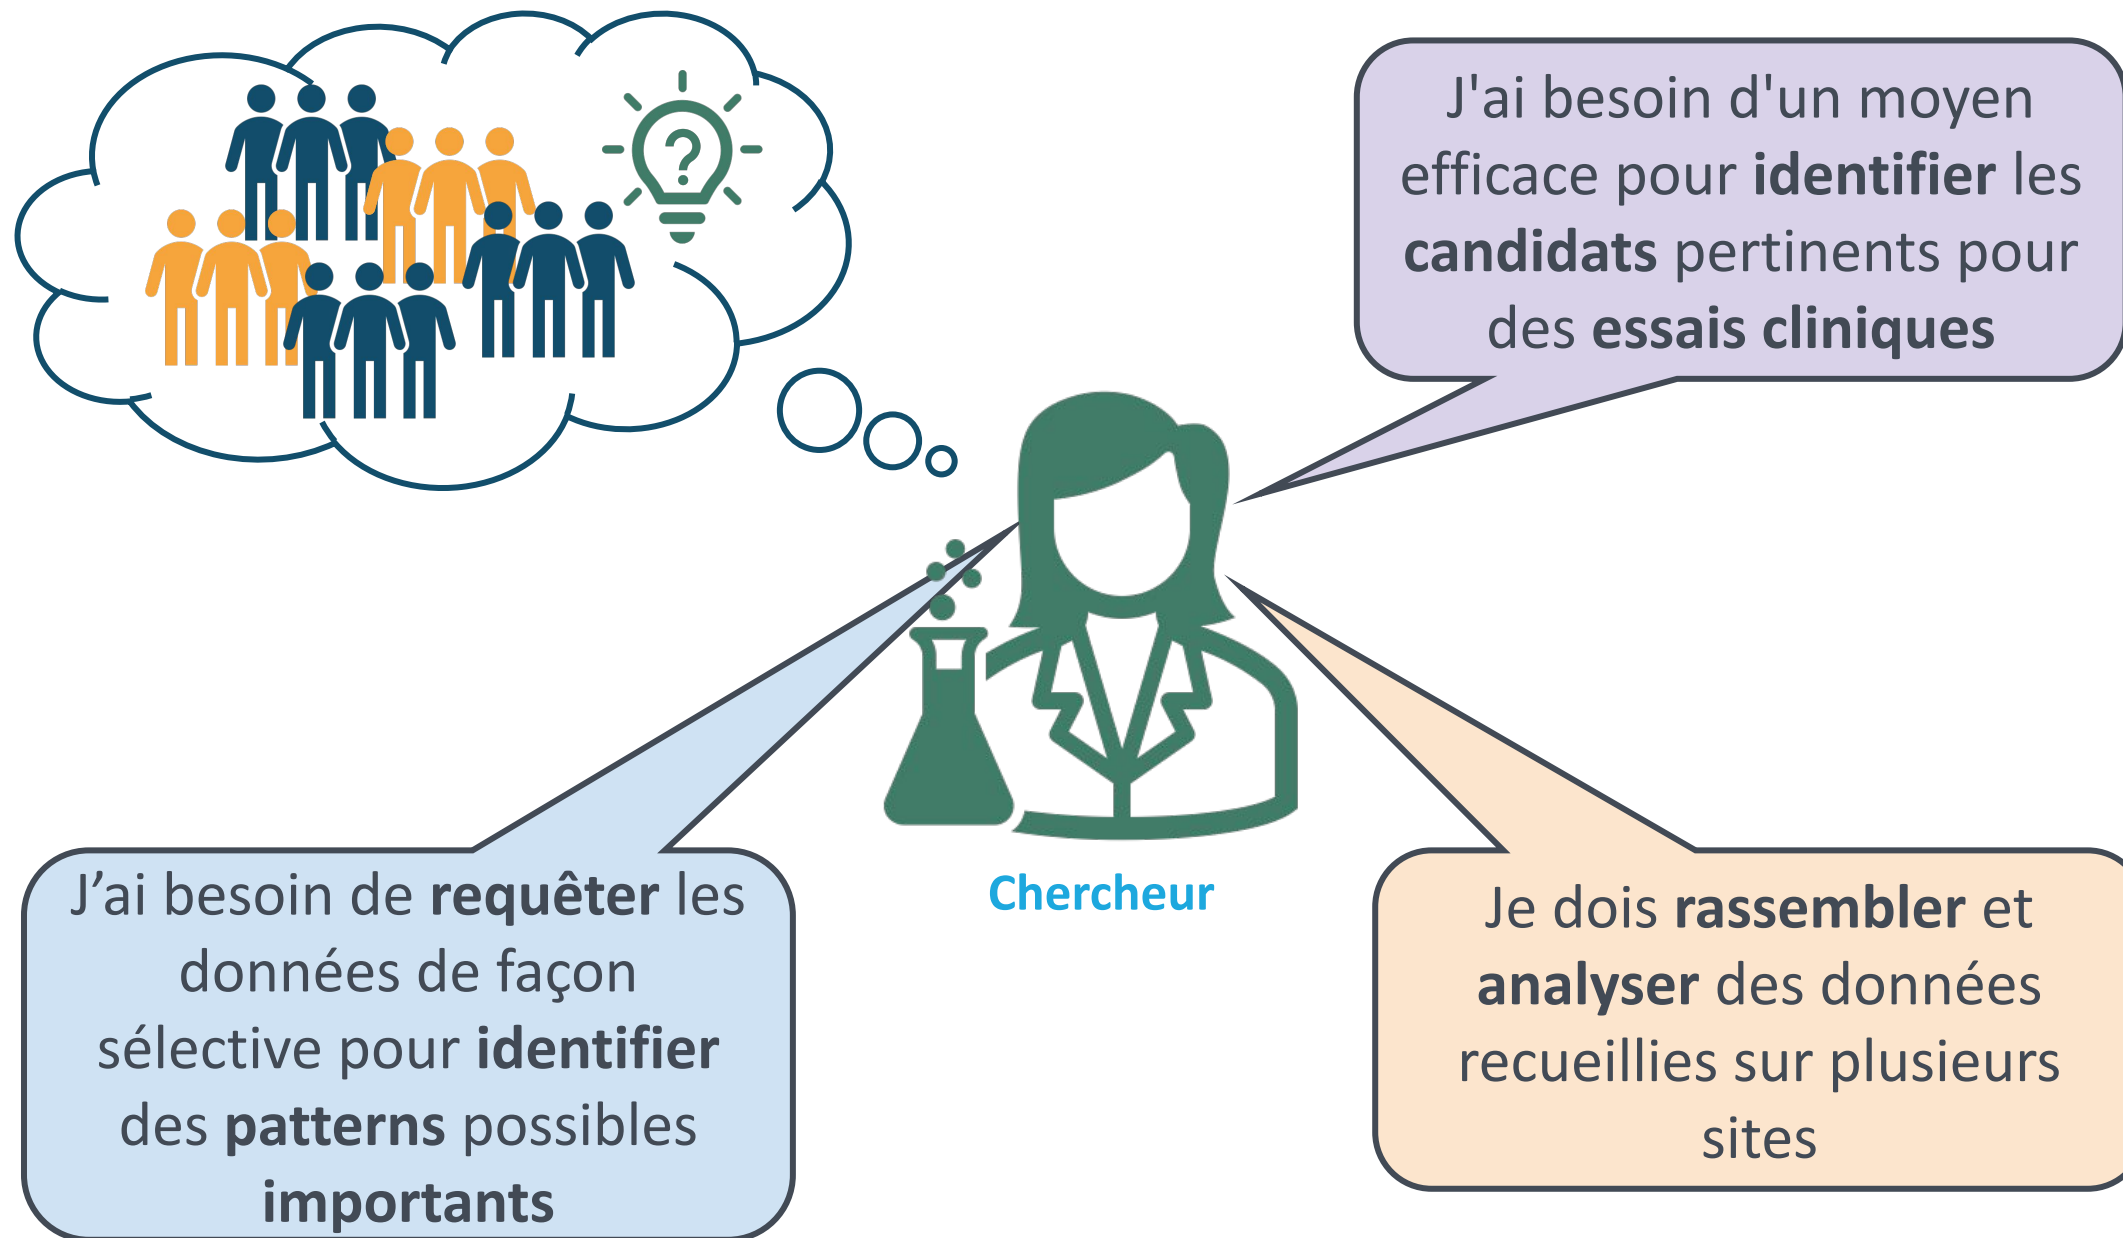 J'ai besoin d'un moyen
efficace pour identifier les
candidats pertinents pour
des essais cliniques
Chercheur
J’ai besoin de requêter les
données de façon
sélective pour identifier
des patterns possibles
importants
Je dois rassembler et
analyser des données
recueillies sur plusieurs
sites
?